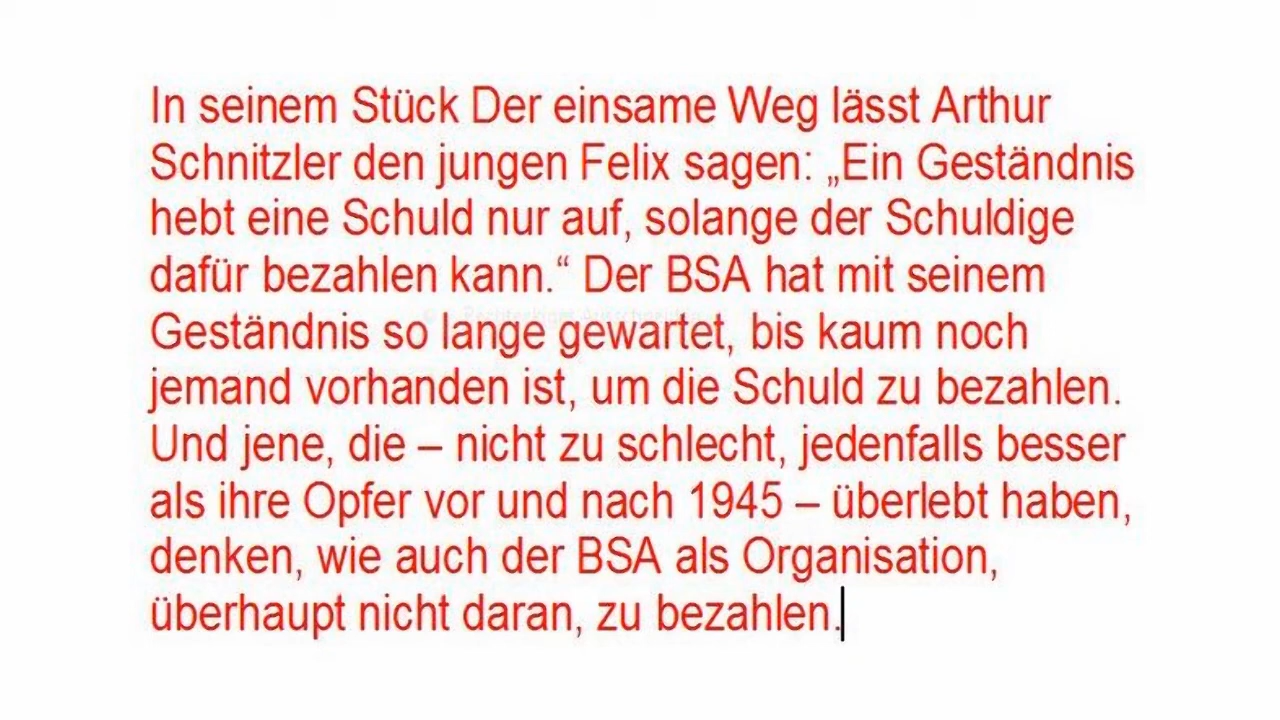 In seinem Stück Der einsame Weg lässt Arthur
Schnitzler den jungen Felix sagen: „Ein Geständnis
hebt eine Schuld nur auf, solange der Schuldige
dafür bezahlen kann.“ Der BSA hat mit seinem
Geständnis so lange gewartet, bis kaum noch
jemand vorhanden ist, um die Schuld zu bezahlen.
Und jene, die – nicht zu schlecht, jedenfalls besser
als ihre Opfer vor und nach 1945 – überlebt haben,
denken, wie auch der BSA als Organisation,
überhaupt nicht daran, zu bezahlen.